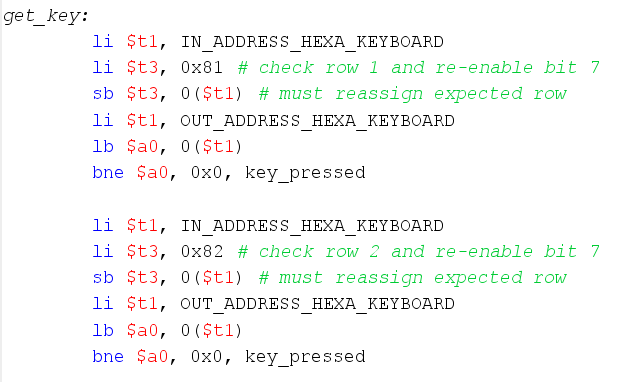 get_key:
li $t1, IN_ADDRESS_HEXA_KEYBOARD
li $t3, 0x81 # check row 1 and re-enable bit 7
sb $t3, 0($t1) # must reassign expected row
li $t1, OUT_ADDRESS_HEXA_KEYBOARD
lb $a0, 0($t1)
bne $a0, 0x0, key_pressed

li $t1, IN_ADDRESS_HEXA_KEYBOARD
li $t3, 0x82 # check row 2 and re-enable bit 7
sb $t3, 0($t1) # must reassign expected row
li $t1, OUT_ADDRESS_HEXA_KEYBOARD
lb $a0, 0($t1)
bne $a0, 0x0, key_pressed